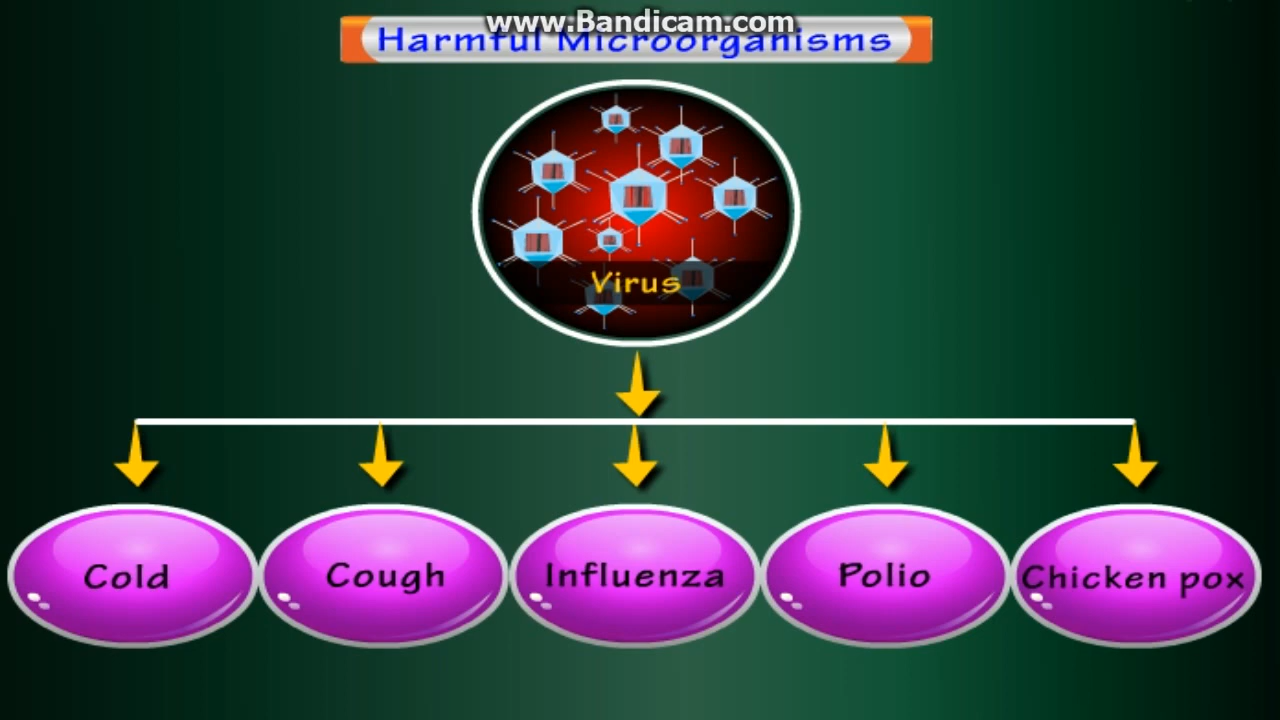 www.Bandicam.com
Harmful Microorganisms
Virus
Cold
Cough
Influenza
Polio
Chicken pox